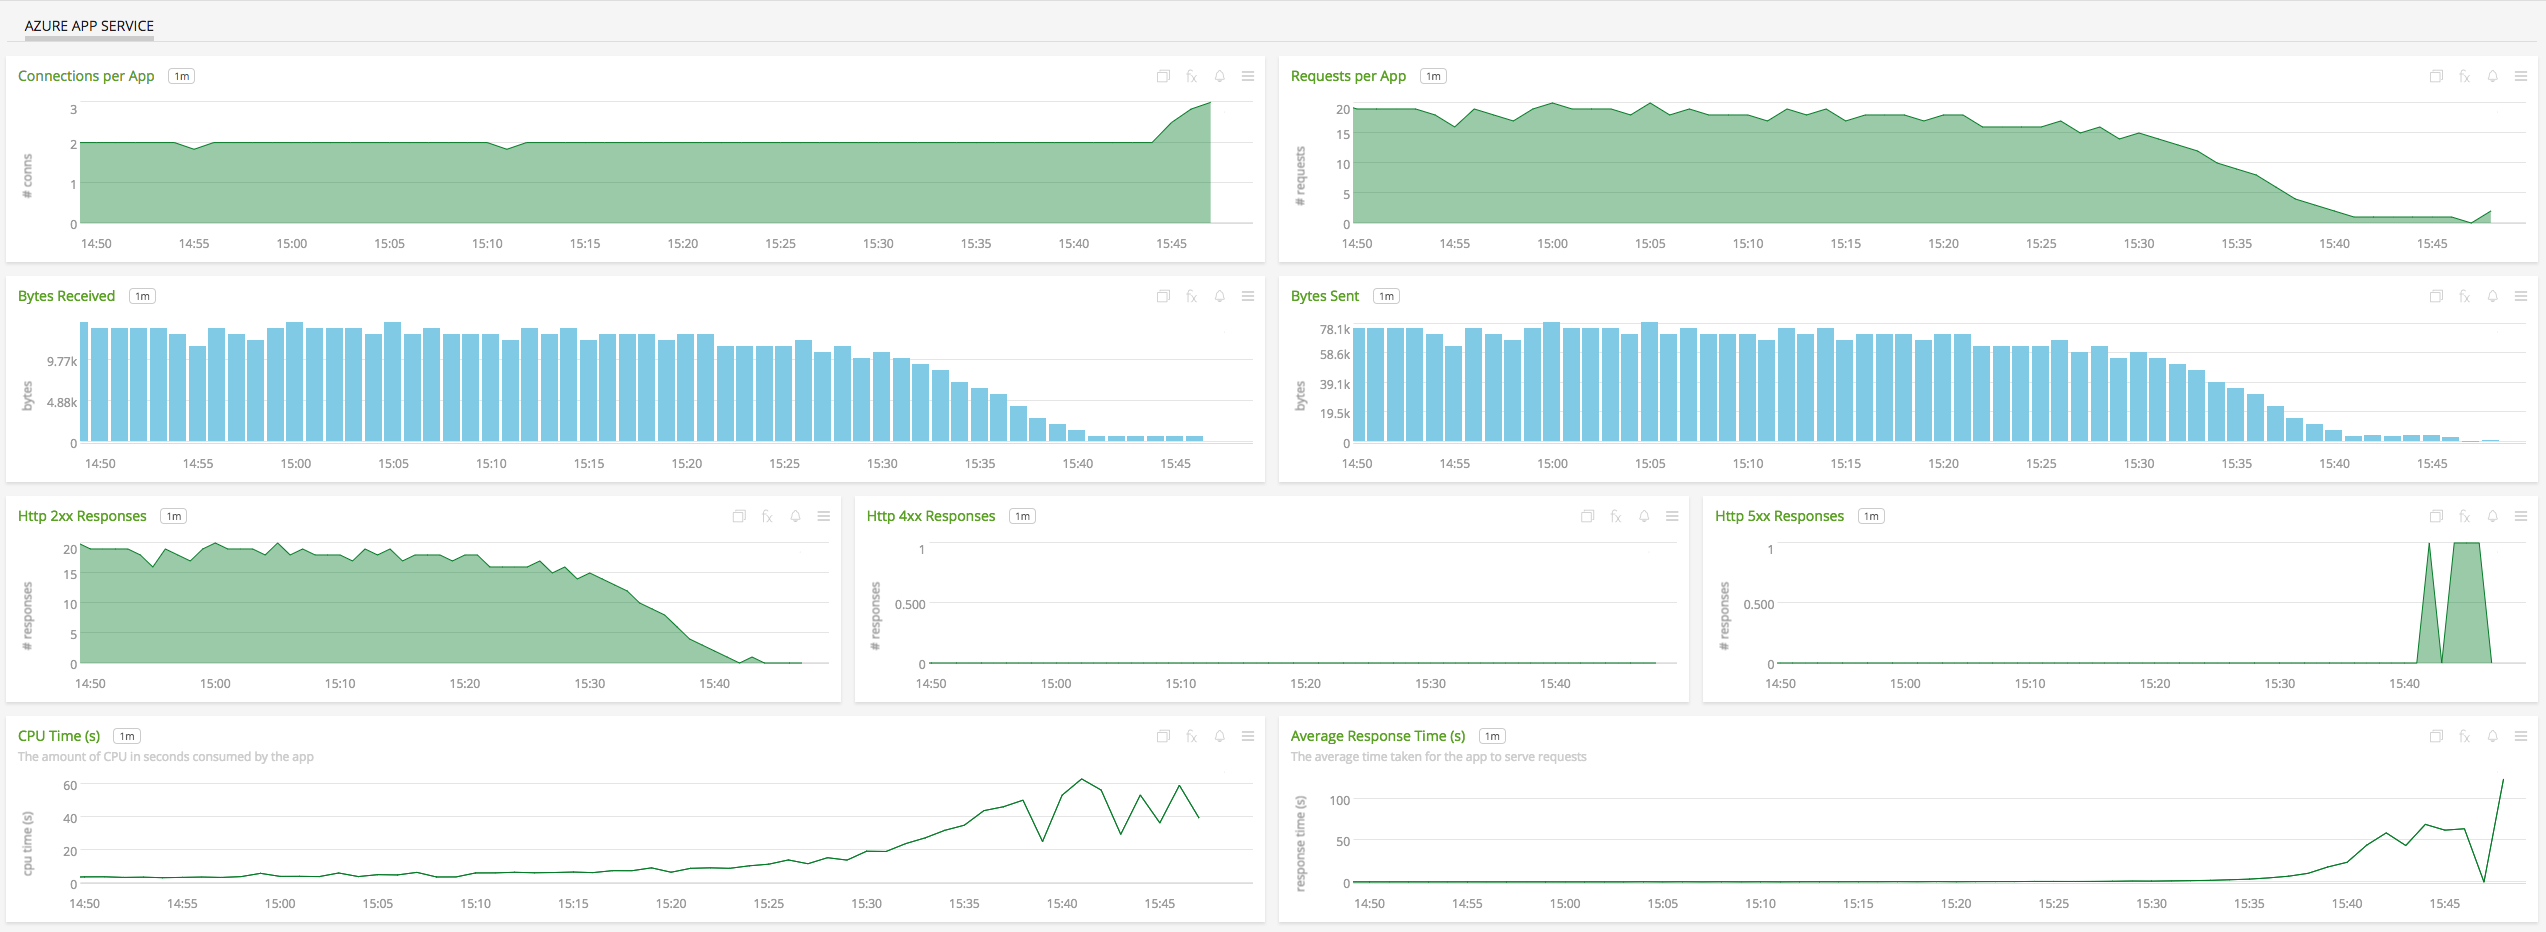 AZURE APP SERVICE
Connections per App 1m
# cons
3
2
1
0
14:50 14:55 15:00 15:05 15:10 15:15 15:20 15:25 15:30 15:35 15:40 15:45
Requests per App 1m
# requests
20
15
10
5
0
14:50 14:55 15:00 15:05 15:10 15:15 15:20 15:25 15:30 15:35 15:40 15:45
Bytes Received 1m
bytes
9.77k
4.88k
0
14:50 14:55 15:00 15:05 15:10 15:15 15:20 15:25 15:30 15:35 15:40 15:45
Bytes Sent 1m
bytes
78.1k
58.6k
39.1k
19.5k
0
14:50 14:55 15:00 15:05 15:10 15:15 15:20 15:25 15:30 15:35 15:40 15:45
Http 2xx Responses 1m
# responses
20
15
10
5
0
14:50 15:00 15:10 15:20 15:30 15:40
Http 4xx Responses 1m
# responses
1
0.500
0
14:50 15:00 15:10 15:20 15:30 15:40
Http 5xx Responses 1m
# responses
1
0.500
0
14:50 15:00 15:10 15:20 15:30 15:40
CPU Time (s) 1m
The amount of CPU in seconds consumed by the app
cpu time (s)
60
40
20
0
14:50 14:55 15:00 15:05 15:10 15:15 15:20 15:25 15:30 15:35 15:40 15:45
Average Response Time (s) 1m
The average time taken for the app to serve requests
response time (s)
100
50
0
14:50 14:55 15:00 15:05 15:10 15:15 15:20 15:25 15:30 15:35 15:40 15:45